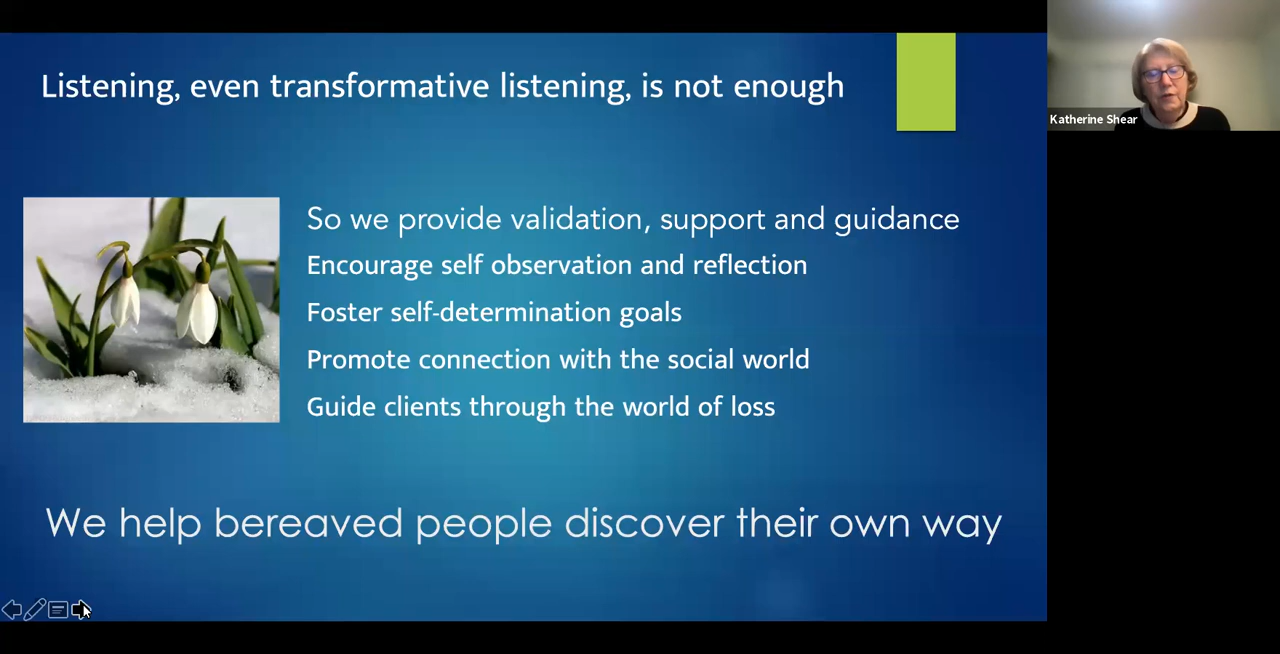 Listening, even transformative listening, is not enough
Katherine Shear
So we provide validation, support and guidance
Encourage self observation and reflection
Foster self-determination goals
Promote connection with the social world
Guide clients through the world of loss
We help bereaved people discover their own way